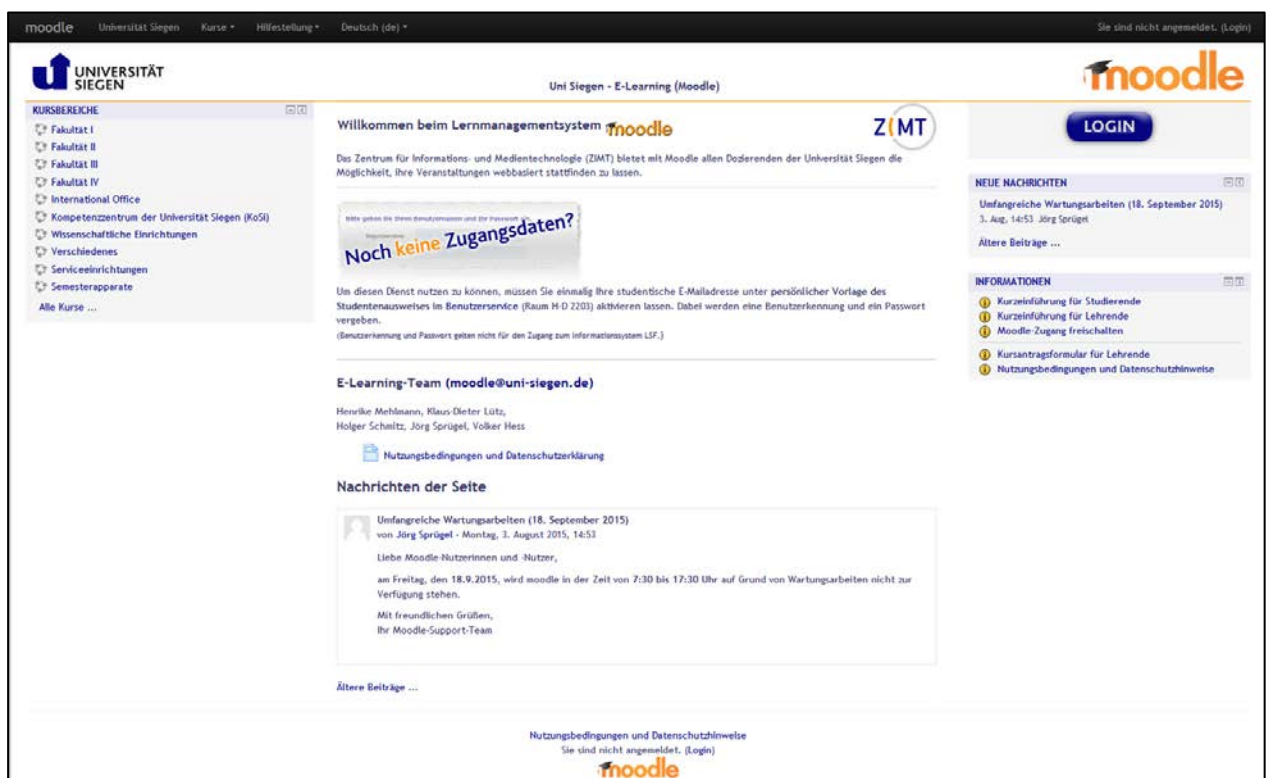 moodle Universität Siegen Kurse Hilfestellung Deutsch (de) Sie sind nicht angemeldet. (Login)
UNIVERSITÄT
SIEGEN
Uni Siegen - E-Learning (Moodle)
moodle
KURSBEREICHE
Fakultät I
Fakultät II
Fakultät III
Fakultät IV
International Office
Kompetenzzentrum der Universität Siegen (KoSi)
Wissenschaftliche Einrichtungen
Verschiedenes
Serviceeinrichtungen
Semesterapparate
Alle Kurse ...
Willkommen beim Lernmanagementsystem moodle
ZIMT
Das Zentrum für Informations- und Medientechnologie (ZIMT) bietet mit Moodle allen Dozierenden der Universität Siegen die
Möglichkeit, ihre Veranstaltungen webbasiert stattfinden zu lassen.
Bitte geben Sie Ihren Benutzernamen und Ihr Passwort
Noch keine Zugangsdaten?
Um diesen Dienst nutzen zu können, müssen Sie einmalig Ihre studentische E-Mailadresse unter persönlicher Vorlage des
Studentenausweises im Benutzerservice (Raum H-D 2203) aktivieren lassen. Dabei werden eine Benutzerkennung und ein Passwort
vergeben.
(Benutzerkennung und Passwort gelten nicht für den Zugang zum Informationssystem LSF.)
E-Learning-Team (moodle@uni-siegen.de)
Henrike Mehlmann, Klaus-Dieter Lütz,
Holger Schmitz, Jörg Sprügel, Volker Hess
Nutzungsbedingungen und Datenschutzerklärung
Nachrichten der Seite
Umfangreiche Wartungsarbeiten (18. September 2015)
von Jörg Sprügel - Montag, 3. August 2015, 14:53
Liebe Moodle-Nutzerinnen und -Nutzer,
am Freitag, den 18.9.2015, wird moodle in der Zeit von 7:30 bis 17:30 Uhr auf Grund von Wartungsarbeiten nicht zur
Verfügung stehen.
Mit freundlichen Grüßen,
Ihr Moodle-Support-Team
Ältere Beiträge ...
LOGIN
NEUE NACHRICHTEN
Umfangreiche Wartungsarbeiten (18. September 2015)
3. Aug, 14:53 Jörg Sprügel
Ältere Beiträge ...
INFORMATIONEN
Kurzeinführung für Studierende
Kurzeinführung für Lehrende
Moodle-Zugang freischalten
Kursantragsformular für Lehrende
Nutzungsbedingungen und Datenschutzhinweise
Nutzungsbedingungen und Datenschutzhinweise
Sie sind nicht angemeldet. (Login)
moodle